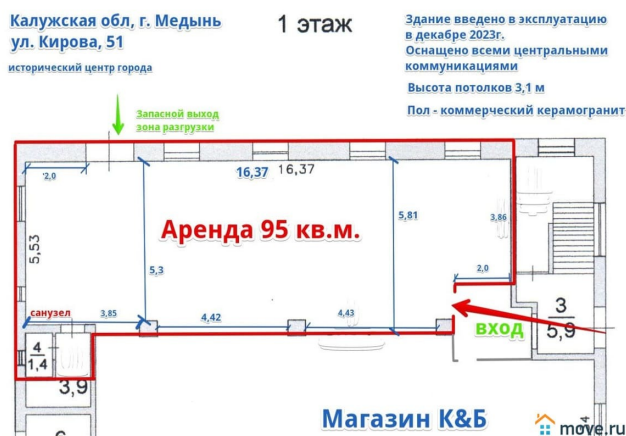 Калужская обл, г. Медынь
ул. Кирова, 51
исторический центр города
1 этаж
Здание введено в эксплуатацию
в декабре 2023г.
Оснащено всеми центральными
коммуникациями
Высота потолков 3,1 м
Пол - коммерческий керамогранит
Запасной выход
зона разгрузки
2,0
16,37
16,37
Аренда 95 кв.м.
5,81
3,86
5,53
5,3
2,0
санузел
3,85
4,42
4,43
вход
3
5,9
4
1,4
3,9
Магазин К&Б
move.ru